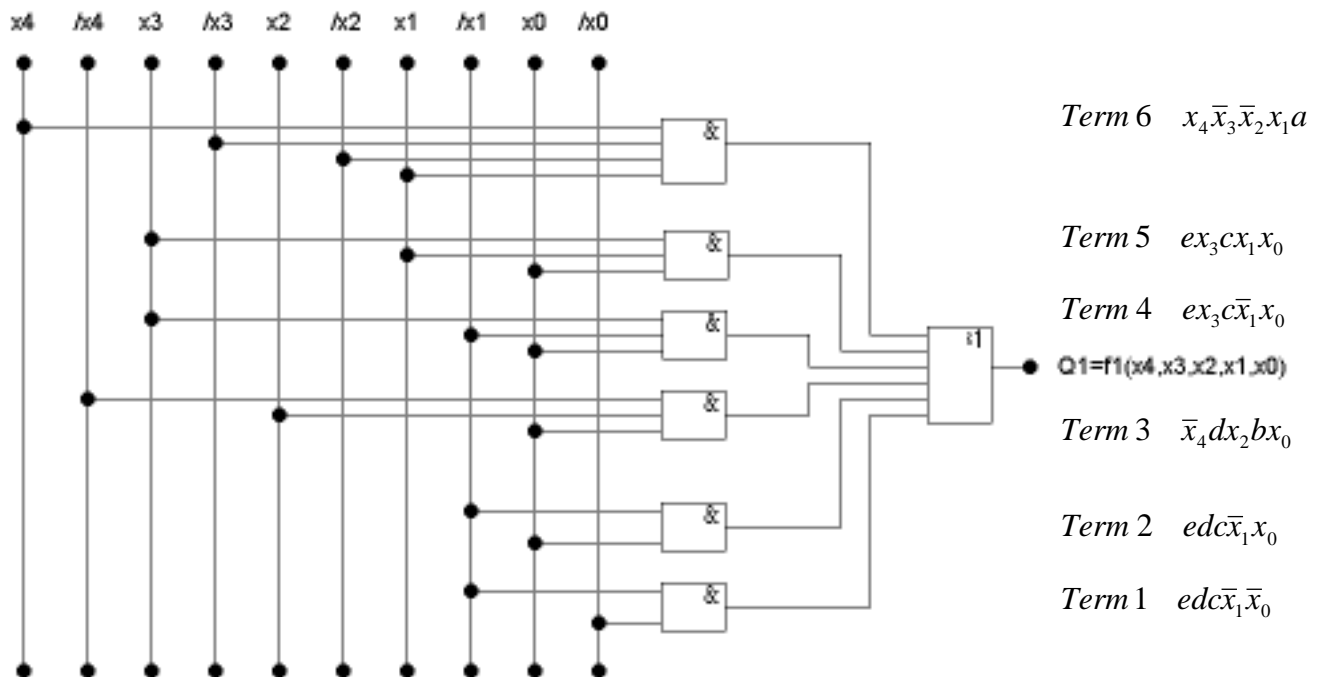 x4 /x4 x3 /x3 x2 /x2 x1 /x1 x0 /x0
& Term 6 x₄x̅₃x̅₂x₁a
& Term 5 ex₃cx₁x₀
& Term 4 ex₃cx̅₁x₀
≥1
Q1=f1(x4,x3,x2,x1,x0)
& Term 3 x̅₄dx₂bx₀
& Term 2 edcx̅₁x₀
& Term 1 edcx̅₁x̅₀